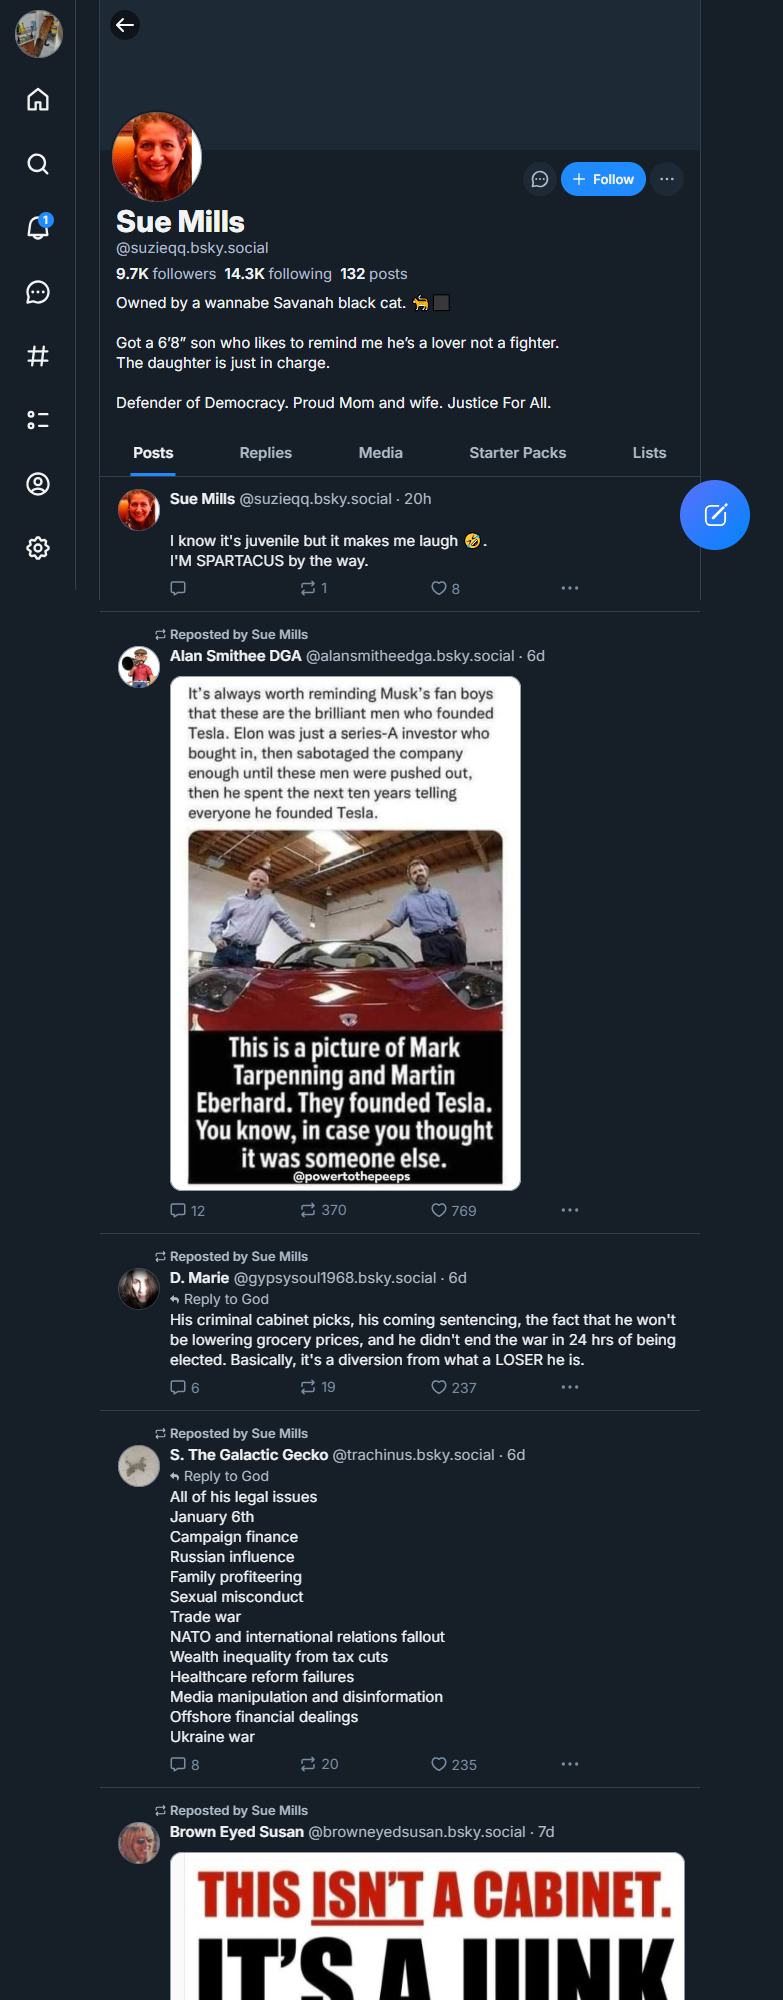 1
Follow
Sue Mills
@suzieqq.bsky.social
9.7K followers 14.3K following 132 posts
Owned by a wannabe Savanah black cat. 🐈‍⬛
Got a 6’8” son who likes to remind me he’s a lover not a fighter.
The daughter is just in charge.
Defender of Democracy. Proud Mom and wife. Justice For All.
Posts Replies Media Starter Packs Lists
Sue Mills @suzieqq.bsky.social · 20h
I know it's juvenile but it makes me laugh 🤣.
I'M SPARTACUS by the way.
1 8
Reposted by Sue Mills
Alan Smithee DGA @alansmitheedga.bsky.social · 6d
It's always worth reminding Musk's fan boys
that these are the brilliant men who founded
Tesla. Elon was just a series-A investor who
bought in, then sabotaged the company
enough until these men were pushed out,
then he spent the next ten years telling
everyone he founded Tesla.
This is a picture of Mark
Tarpenning and Martin
Eberhard. They founded Tesla.
You know, in case you thought
it was someone else.
@powertothepeeps
12 370 769
Reposted by Sue Mills
D. Marie @gypsysoul1968.bsky.social · 6d
Reply to God
His criminal cabinet picks, his coming sentencing, the fact that he won't
be lowering grocery prices, and he didn't end the war in 24 hrs of being
elected. Basically, it's a diversion from what a LOSER he is.
6 19 237
Reposted by Sue Mills
S. The Galactic Gecko @trachinus.bsky.social · 6d
Reply to God
All of his legal issues
January 6th
Campaign finance
Russian influence
Family profiteering
Sexual misconduct
Trade war
NATO and international relations fallout
Wealth inequality from tax cuts
Healthcare reform failures
Media manipulation and disinformation
Offshore financial dealings
Ukraine war
8 20 235
Reposted by Sue Mills
Brown Eyed Susan @browneyedsusan.bsky.social · 7d
THIS ISN'T A CABINET.
IT'S A JUNK